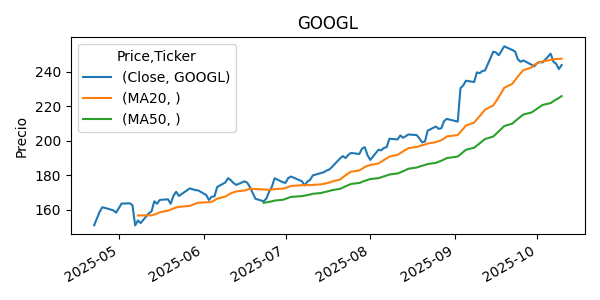 GOOGL
Price,Ticker
(Close, GOOGL)
(MA20, )
(MA50, )
Precio
240
220
200
180
160
2025-05
2025-06
2025-07
2025-08
2025-09
2025-10